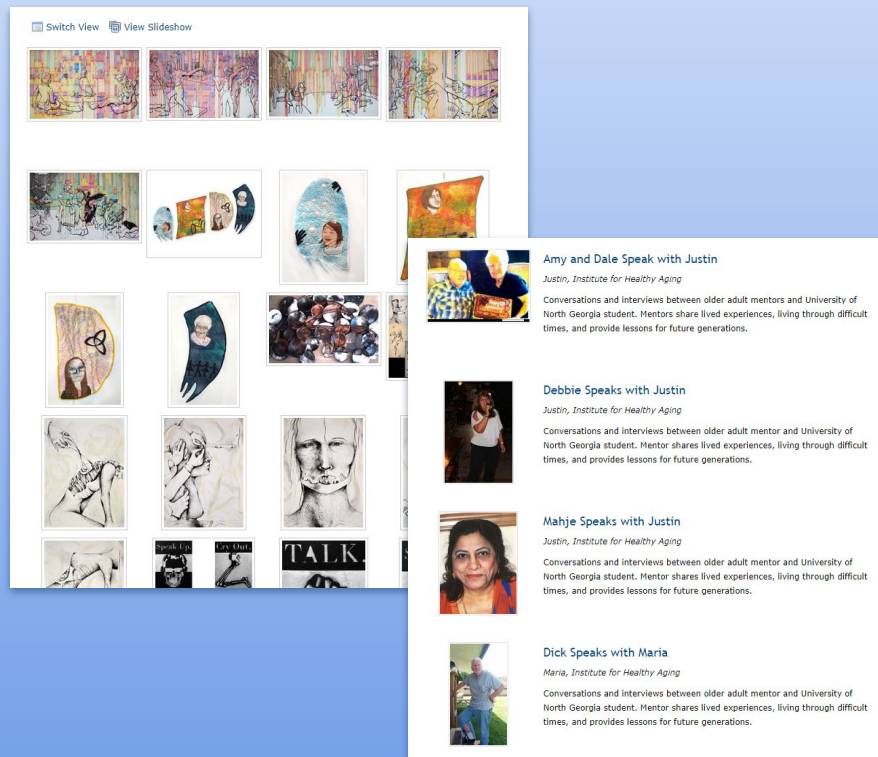 Switch View View Slideshow
Speak Up. Cry Out. TALK.
Amy and Dale Speak with Justin
Justin, Institute for Healthy Aging
Conversations and interviews between older adult mentors and University of
North Georgia student. Mentors share lived experiences, living through difficult
times, and provide lessons for future generations.
Debbie Speaks with Justin
Justin, Institute for Healthy Aging
Conversations and interviews between older adult mentor and University of
North Georgia student. Mentor shares lived experiences, living through difficult
times, and provides lessons for future generations.
Mahje Speaks with Justin
Justin, Institute for Healthy Aging
Conversations and interviews between older adult mentor and University of
North Georgia student. Mentor shares lived experiences, living through difficult
times, and provides lessons for future generations.
Dick Speaks with Maria
Maria, Institute for Healthy Aging
Conversations and interviews between older adult mentor and University of
North Georgia student. Mentor shares lived experiences, living through difficult
times, and provides lessons for future generations.